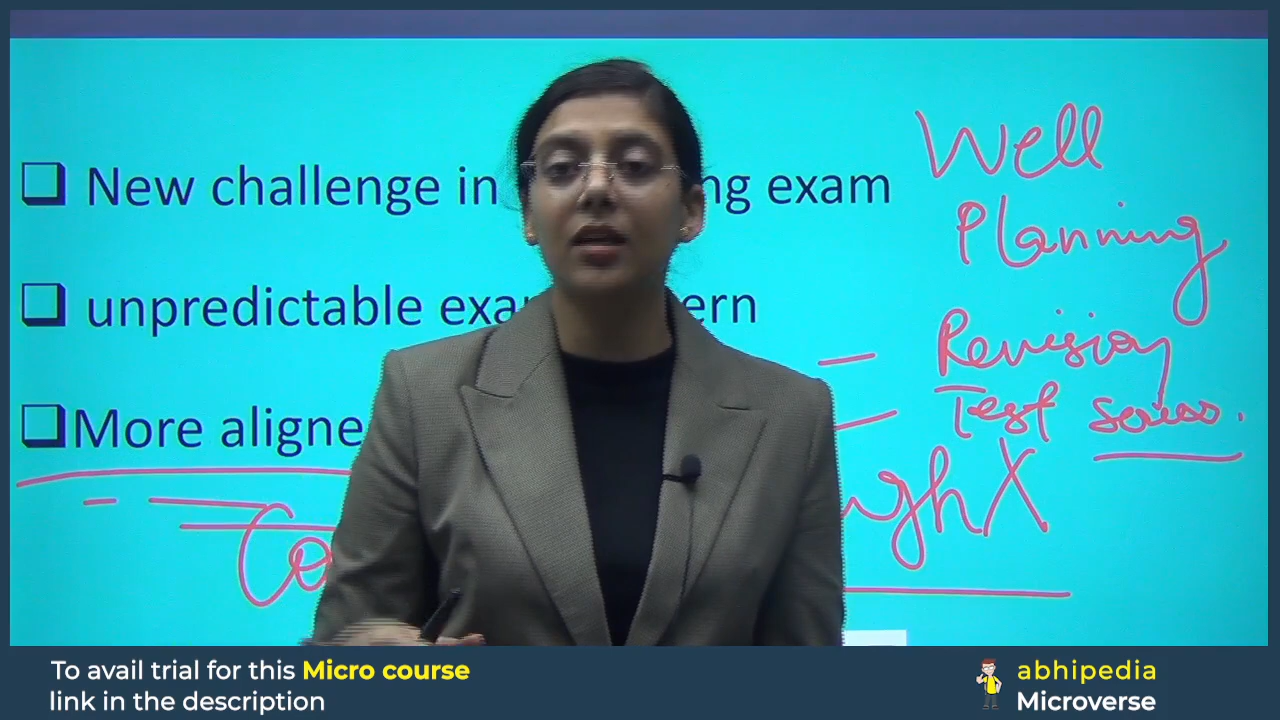 New challenge in ng exam
unpredictable exa ern
More aligne
Well
Planning
Revision
Test series.
To avail trial for this Micro course
link in the description
abhipedia
Microverse